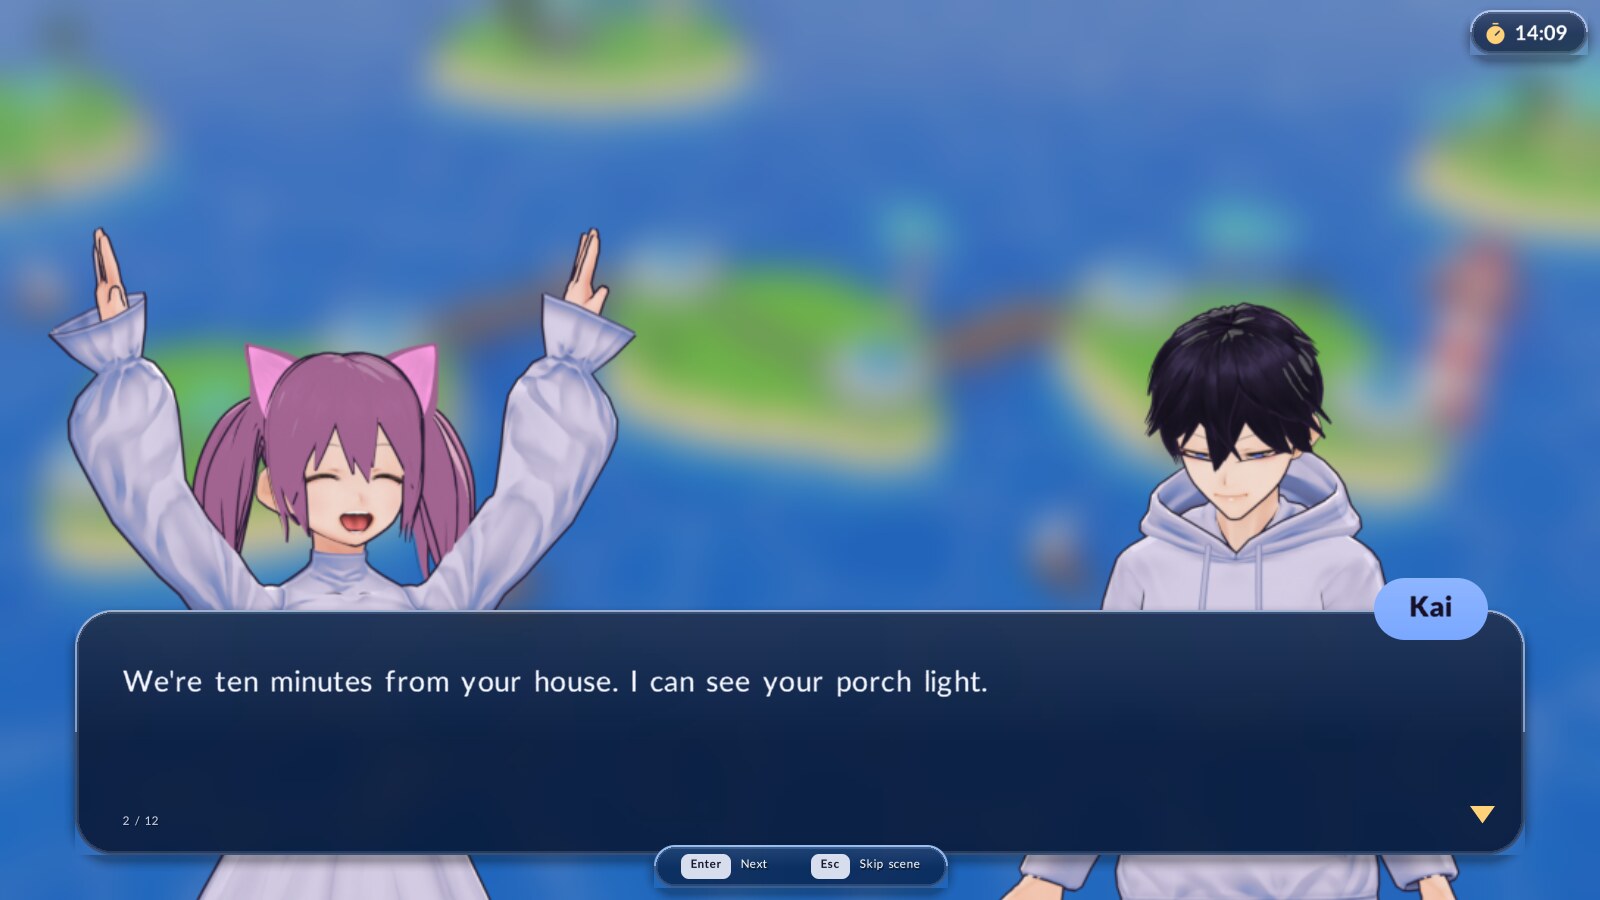 14:09
Kai
We're ten minutes from your house. I can see your porch light.
2 / 12
Enter Next Esc Skip scene